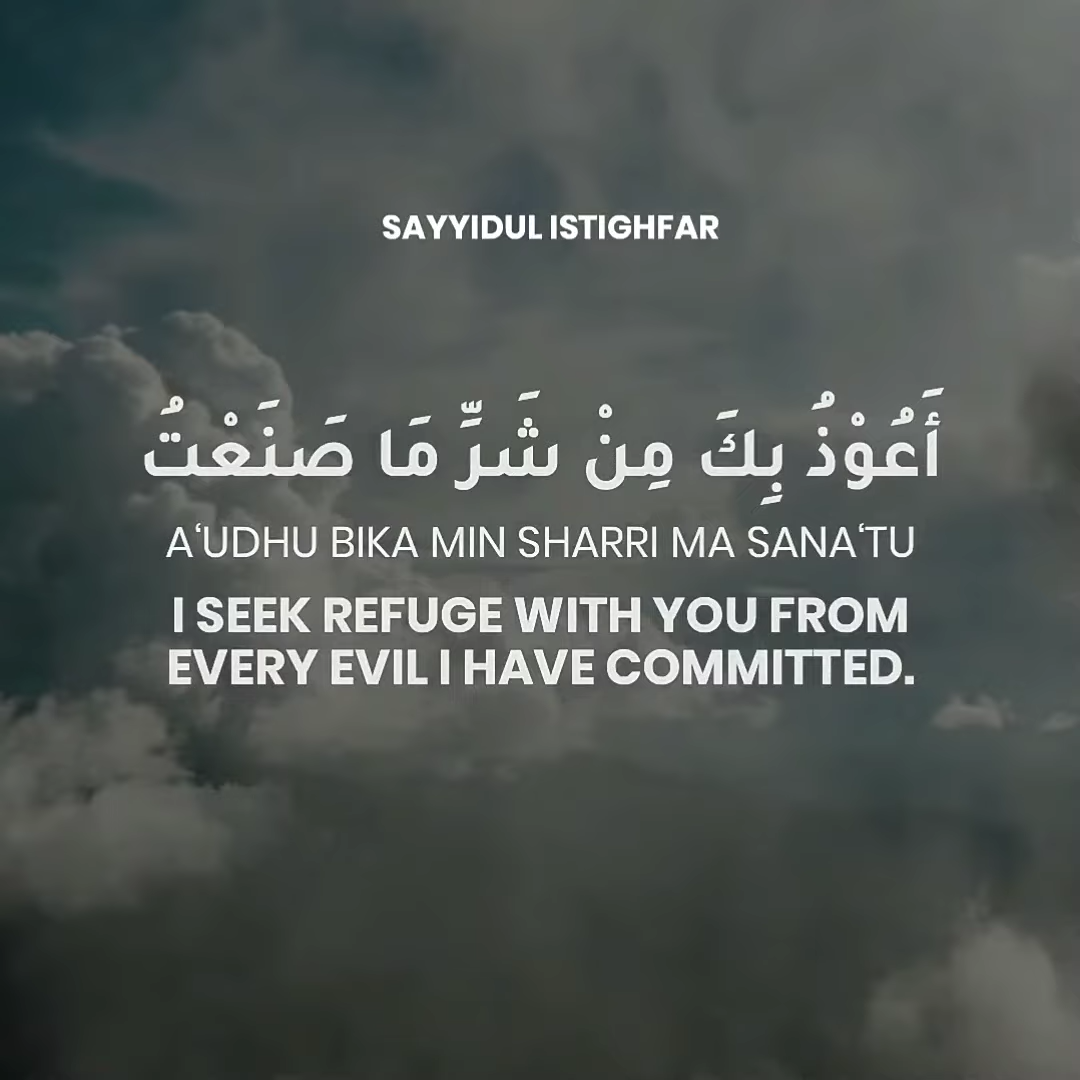 SAYYIDUL ISTIGHFAR
أَعُوْذُ بِكَ مِنْ شَرِّ مَا صَنَعْتُ
A‘UDHU BIKA MIN SHARRI MA SANA‘TU
I SEEK REFUGE WITH YOU FROM
EVERY EVIL I HAVE COMMITTED.